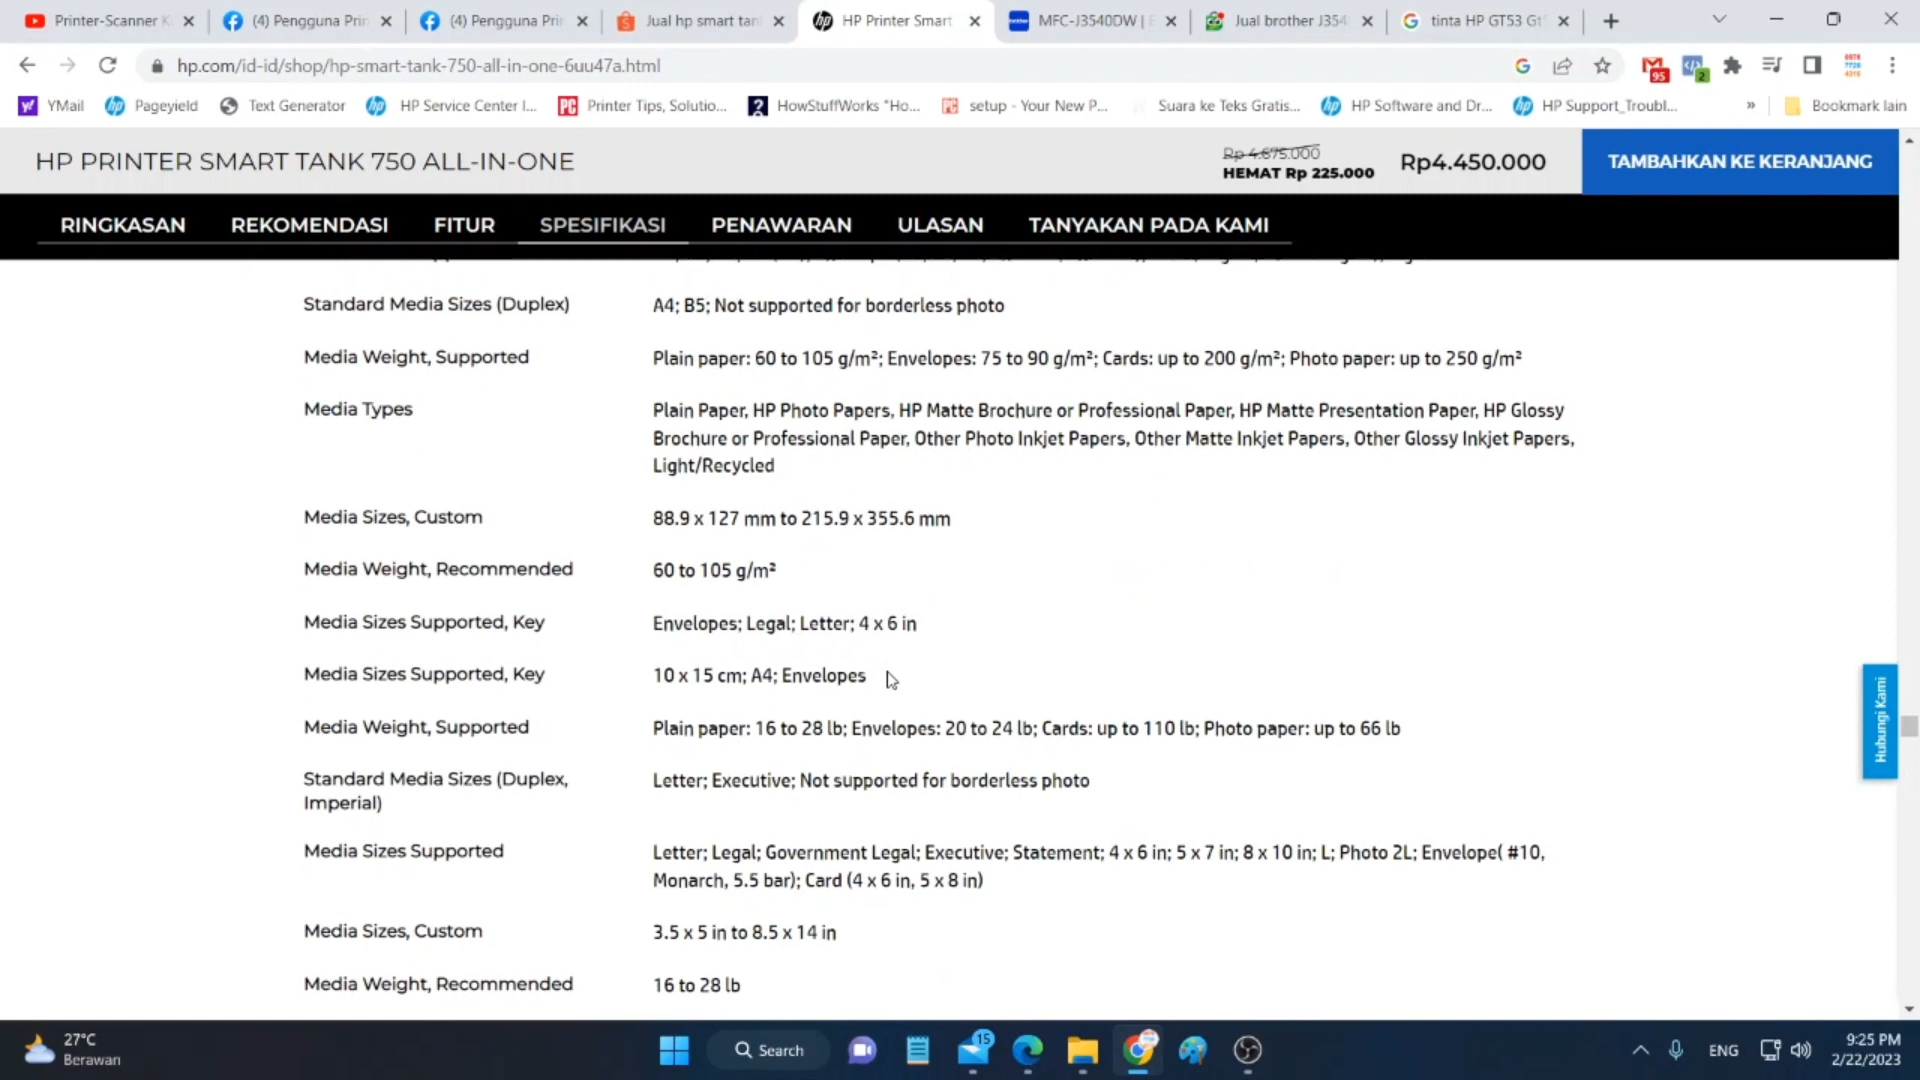 Printer-Scanner K
(4) Pengguna Prin
(4) Pengguna Prin
Jual hp smart tan
HP Printer Smart
MFC-J3540DW | E
Jual brother J354
tinta HP GT53 Gt
hp.com/id-id/shop/hp-smart-tank-750-all-in-one-6uu47a.html
95
2
YMail
Pageyield
Text Generator
HP Service Center I...
Printer Tips, Solutio...
HowStuffWorks "Ho...
setup - Your New P...
Suara ke Teks Gratis...
HP Software and Dr...
HP Support_Troubl...
»
Bookmark lain
HP PRINTER SMART TANK 750 ALL-IN-ONE
Rp 4.675.000
HEMAT Rp 225.000
Rp4.450.000
TAMBAHKAN KE KERANJANG
RINGKASAN
REKOMENDASI
FITUR
SPESIFIKASI
PENAWARAN
ULASAN
TANYAKAN PADA KAMI
Standard Media Sizes (Duplex)
A4; B5; Not supported for borderless photo
Media Weight, Supported
Plain paper: 60 to 105 g/m²; Envelopes: 75 to 90 g/m²; Cards: up to 200 g/m²; Photo paper: up to 250 g/m²
Media Types
Plain Paper, HP Photo Papers, HP Matte Brochure or Professional Paper, HP Matte Presentation Paper, HP Glossy
Brochure or Professional Paper, Other Photo Inkjet Papers, Other Matte Inkjet Papers, Other Glossy Inkjet Papers,
Light/Recycled
Media Sizes, Custom
88.9 x 127 mm to 215.9 x 355.6 mm
Media Weight, Recommended
60 to 105 g/m²
Media Sizes Supported, Key
Envelopes; Legal; Letter; 4 x 6 in
Media Sizes Supported, Key
10 x 15 cm; A4; Envelopes
Media Weight, Supported
Plain paper: 16 to 28 lb; Envelopes: 20 to 24 lb; Cards: up to 110 lb; Photo paper: up to 66 lb
Standard Media Sizes (Duplex,
Imperial)
Letter; Executive; Not supported for borderless photo
Media Sizes Supported
Letter; Legal; Government Legal; Executive; Statement; 4 x 6 in; 5 x 7 in; 8 x 10 in; L; Photo 2L; Envelope( #10,
Monarch, 5.5 bar); Card (4 x 6 in, 5 x 8 in)
Media Sizes, Custom
3.5 x 5 in to 8.5 x 14 in
Media Weight, Recommended
16 to 28 lb
Hubungi Kami
27°C
Berawan
Search
15
ENG
9:25 PM
2/22/2023